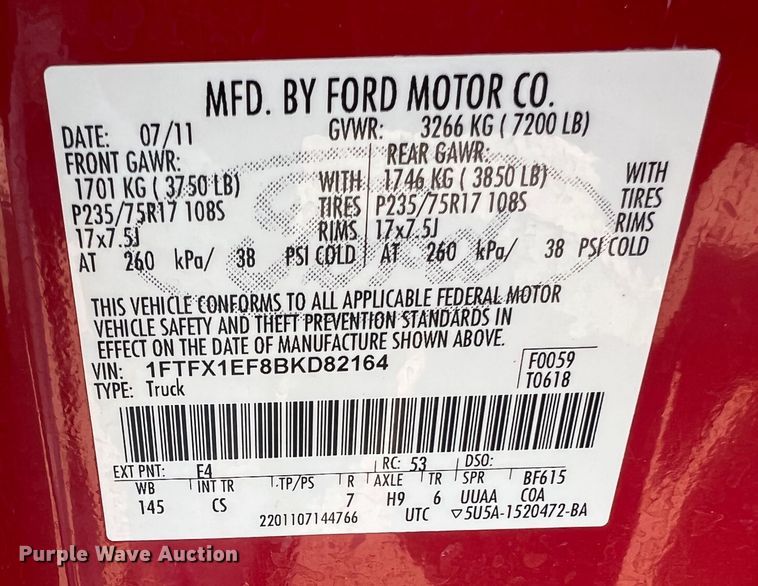 MFD. BY FORD MOTOR CO.
DATE: 07/11 GVWR: 3266 KG ( 7200 LB)
FRONT GAWR: REAR GAWR:
1701 KG ( 3750 LB) WITH 1746 KG ( 3850 LB) WITH
P235/75R17 108S TIRES P235/75R17 108S TIRES
17x7.5J RIMS 17x7.5J RIMS
AT 260 kPa/ 38 PSI COLD AT 260 kPa/ 38 PSI COLD
Ford
THIS VEHICLE CONFORMS TO ALL APPLICABLE FEDERAL MOTOR
VEHICLE SAFETY AND THEFT PREVENTION STANDARDS IN
EFFECT ON THE DATE OF MANUFACTURE SHOWN ABOVE.
VIN: 1FTFX1EF8BKD82164 F0059
TYPE: Truck T0618
EXT PNT: F4 RC: 53 DSO:
WB INT TR T-TP/PS R AXLE TR SPR BF615
145 CS 7 H9 6 UUAA COA
2201107144766 UTC ▽5U5A-1520472-BA
Purple Wave Auction